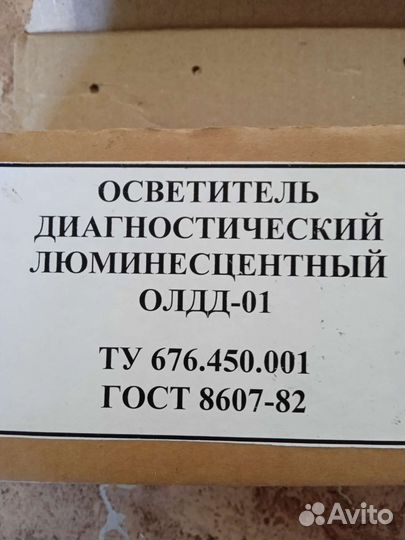 ОСВЕТИТЕЛЬ
ДИАГНОСТИЧЕСКИЙ
ЛЮМИНЕСЦЕНТНЫЙ
ОЛДД-01
ТУ 676.450.001
ГОСТ 8607-82
Avito